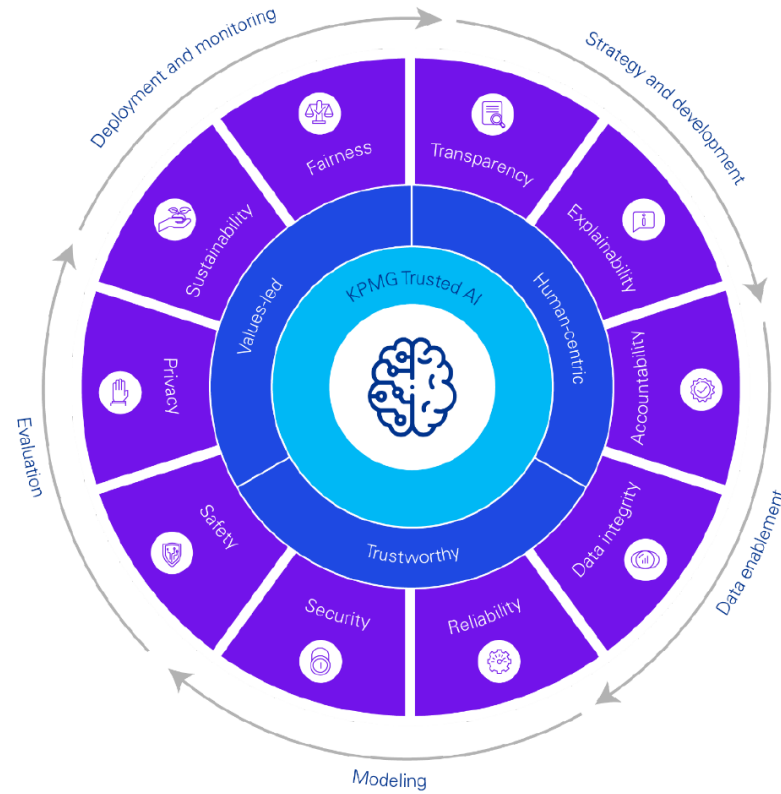 Deployment and monitoring
Strategy and development
Data enablement
Modeling
Evaluation
Fairness
Transparency
Explainability
Accountability
Data integrity
Reliability
Security
Safety
Privacy
Sustainability
Values-led
Human-centric
Trustworthy
KPMG Trusted AI